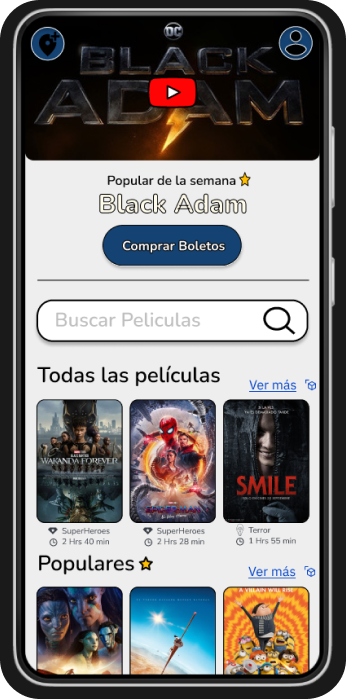 DC
BLACK
ADAM
Popular de la semana
Black Adam
Comprar Boletos
Buscar Peliculas
Todas las películas
Ver más
WAKANDA FOREVER
SMILE
SuperHeroes
2 Hrs 40 min
SuperHeroes
2 Hrs 28 min
Terror
1 Hrs 55 min
Populares
Ver más
A VILLAIN WILL RISE